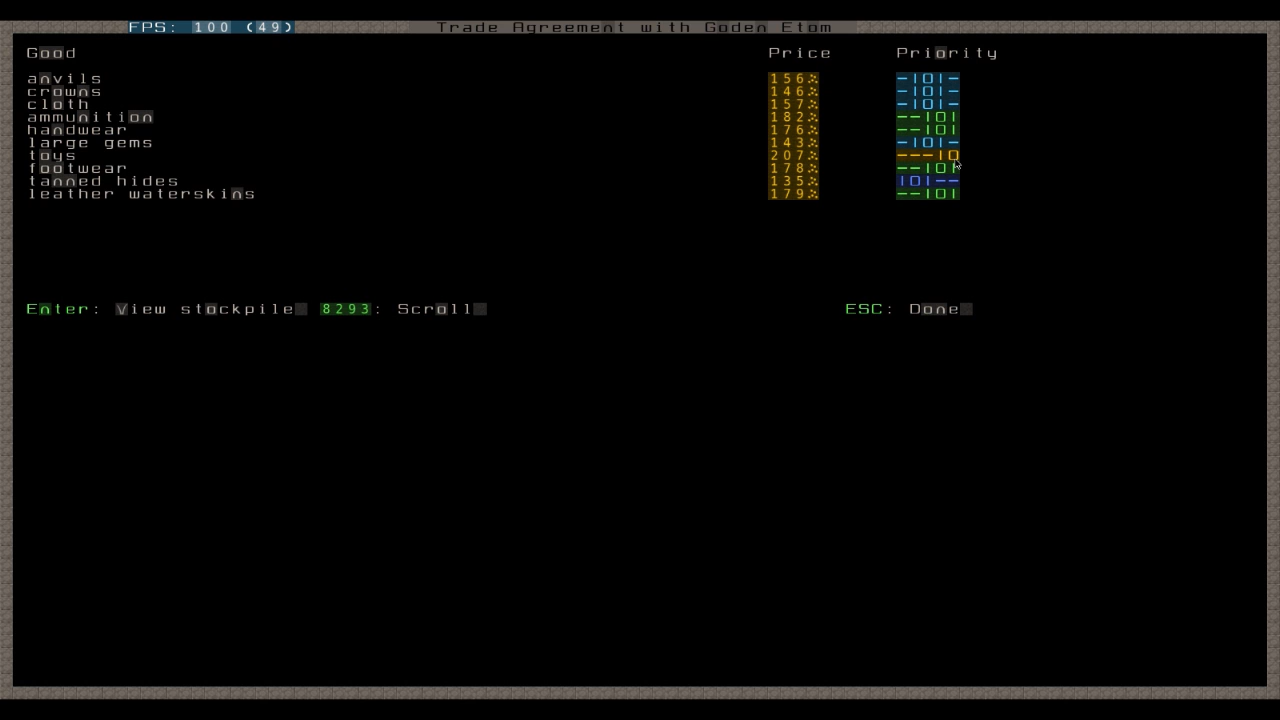 FPS: 100 (49) Trade Agreement with Goden Etom
Good Price Priority
anvils 156% -|O|-
crowns 146% -|O|-
cloth 157% -|O|-
ammunition 182% --|O|
handwear 176% --|O|
large gems 143% -|O|-
toys 207% ---|O
footwear 178% --|O|
tanned hides 135% |O|--
leather waterskins 179% --|O|
Enter: View stockpile 8293: Scroll ESC: Done